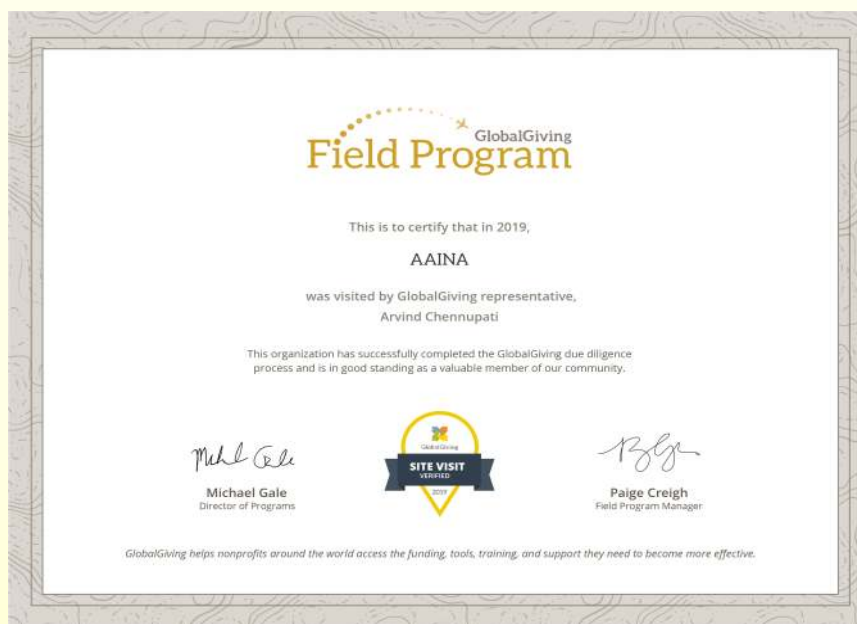 GlobalGiving
Field Program
This is to certify that in 2019,
AAINA
was visited by GlobalGiving representative,
Arvind Chennupati
This organization has successfully completed the GlobalGiving due diligence
process and is in good standing as a valuable member of our community.
GlobalGiving
SITE VISIT
VERIFIED
2019
Michael Gale
Director of Programs
Paige Creigh
Field Program Manager
GlobalGiving helps nonprofits around the world access the funding, tools, training, and support they need to become more effective.